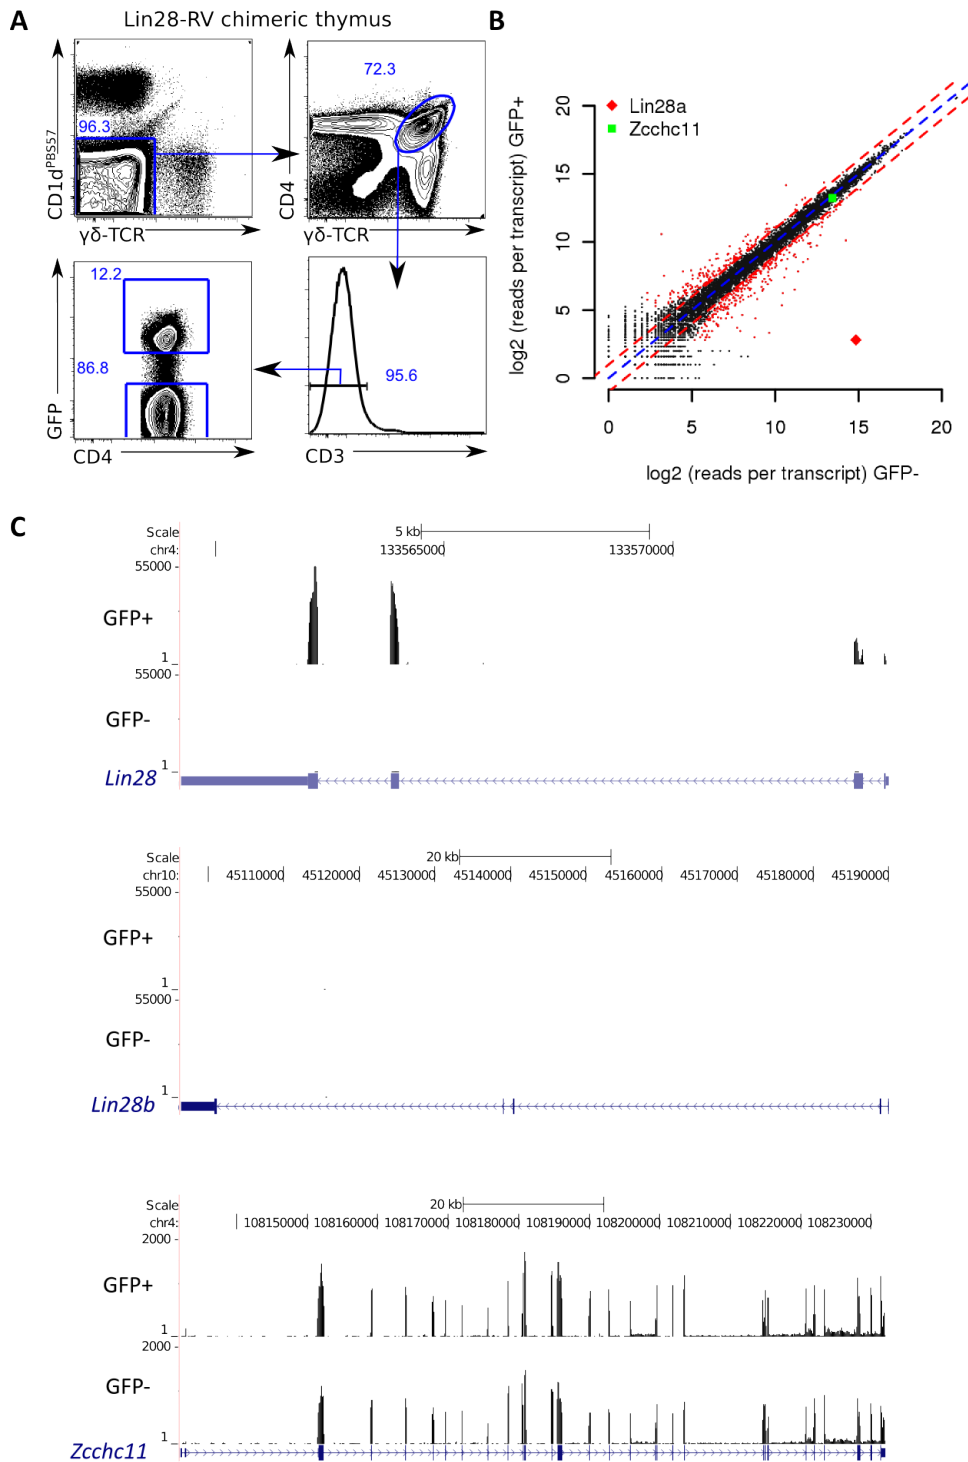 A
Lin28-RV chimeric thymus
B
CD1dPBS57
96.3
γδ-TCR
CD4
72.3
γδ-TCR
GFP
12.2
86.8
CD4
95.6
CD3
log2 (reads per transcript) GFP+
20
15
10
5
0
Lin28a
Zcchc11
0 5 10 15 20
log2 (reads per transcript) GFP-
C
Scale 5 kb
chr4: 133565000 133570000
55000
GFP+
1
55000
GFP-
1
Lin28
Scale 20 kb
chr10: 45110000 45120000 45130000 45140000 45150000 45160000 45170000 45180000 45190000
55000
GFP+
1
55000
GFP-
1
Lin28b
Scale 20 kb
chr4: 108150000 108160000 108170000 108180000 108190000 108200000 108210000 108220000 108230000
2000
GFP+
1
2000
GFP-
1
Zcchc11